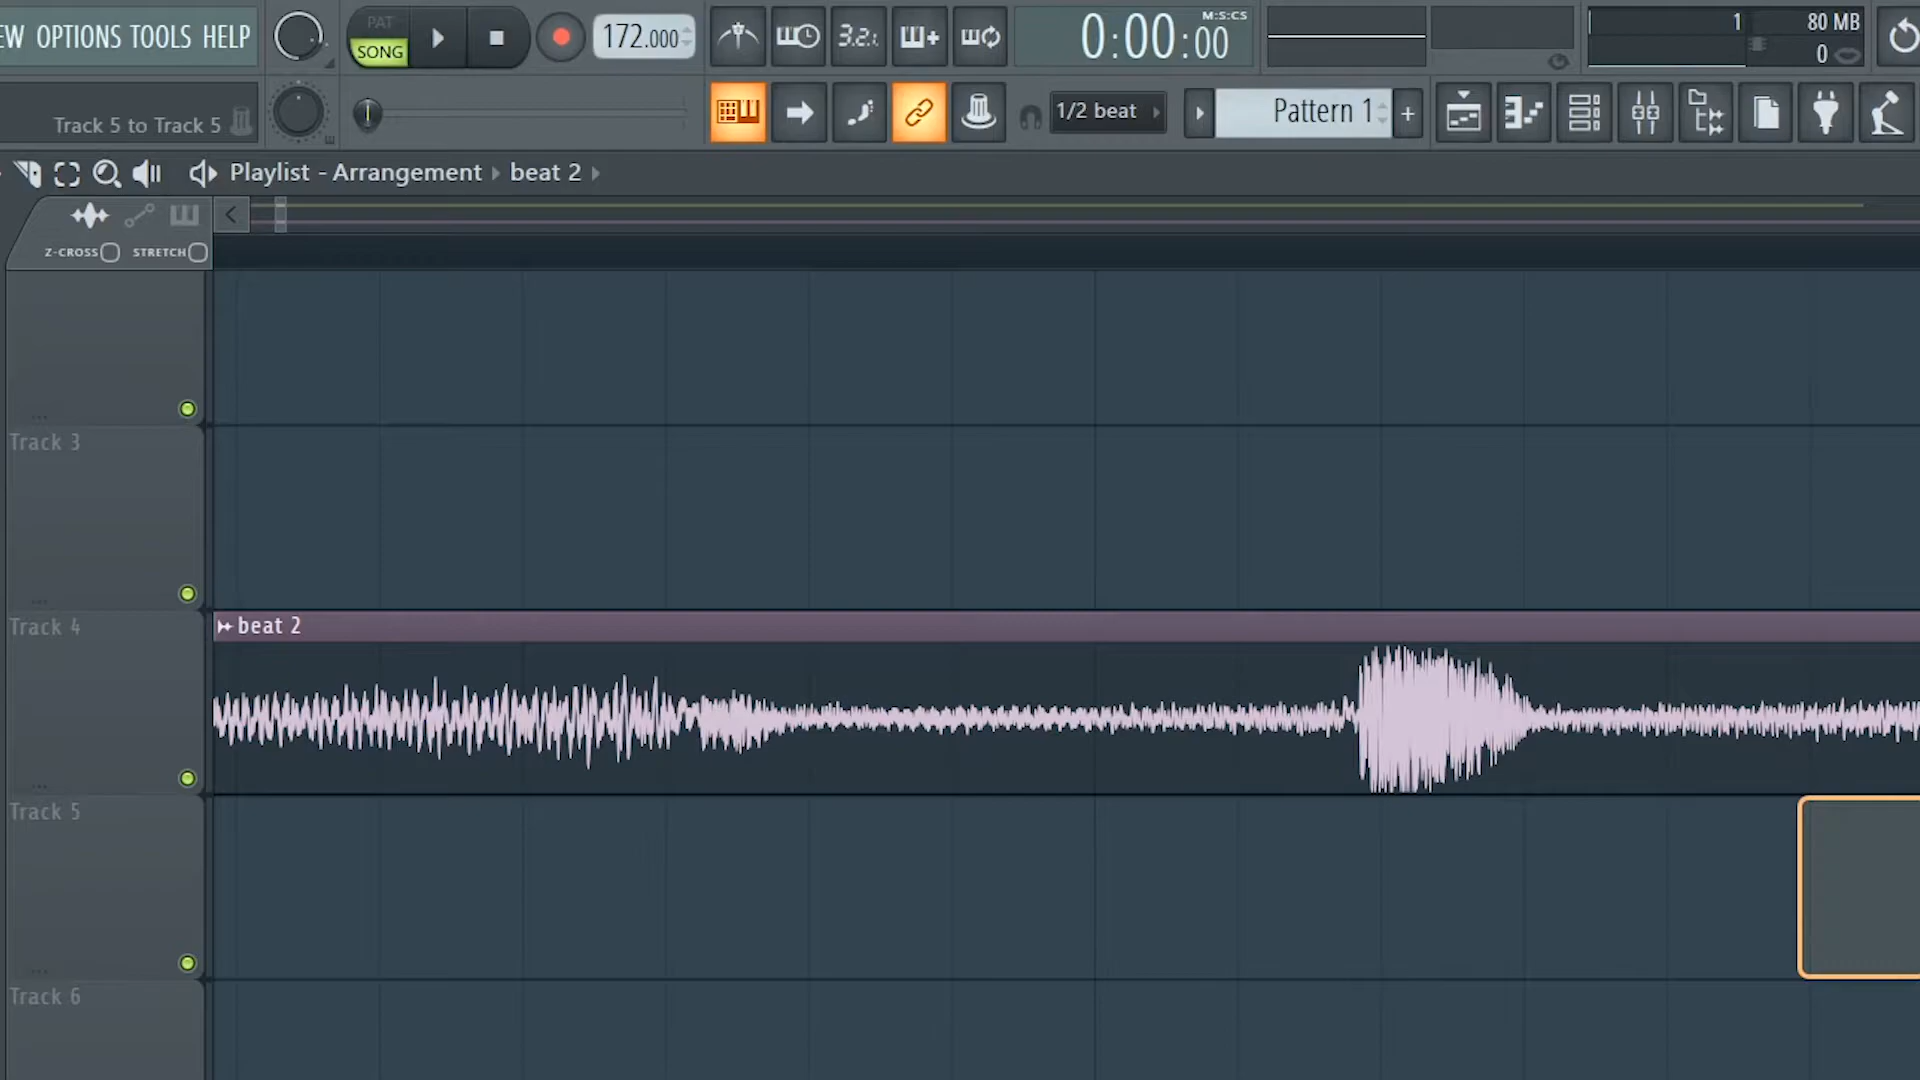 EW OPTIONS TOOLS HELP
PAT
SONG
172.000
3.2.
M:S:CS
0:00:00
1
80 MB
0
Track 5 to Track 5
1/2 beat
Pattern 1
Playlist - Arrangement
beat 2
Z-CROSS
STRETCH
Track 3
Track 4
beat 2
Track 5
Track 6